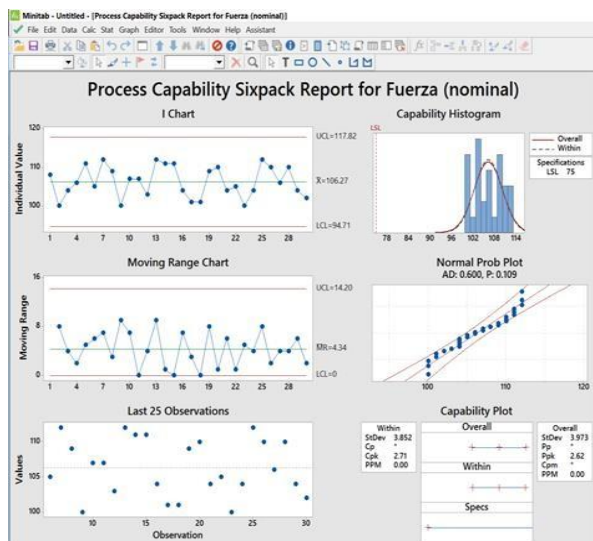 Minitab - Untitled - [Process Capability Sixpack Report for Fuerza (nominal)]
File Edit Data Calc Stat Graph Editor Tools Window Help Assistant
Process Capability Sixpack Report for Fuerza (nominal)
I Chart
Individual Value
120
110
100
UCL=117.82
X̄=106.27
LCL=94.71
1 4 7 10 13 16 19 22 25 28
Capability Histogram
LSL
78 84 90 96 102 108 114
Overall
Within
Specifications
LSL 75
Moving Range Chart
Moving Range
16
8
0
UCL=14.20
M̄R̄=4.34
LCL=0
1 4 7 10 13 16 19 22 25 28
Normal Prob Plot
AD: 0.600, P: 0.109
100 110 120
Last 25 Observations
Values
110
105
100
10 15 20 25 30
Observation
Capability Plot
Within
StDev 3.852
Cp *
Cpk 2.71
PPM 0.00
Overall
Within
Specs
Overall
StDev 3.973
Pp *
Ppk 2.62
Cpm *
PPM 0.00